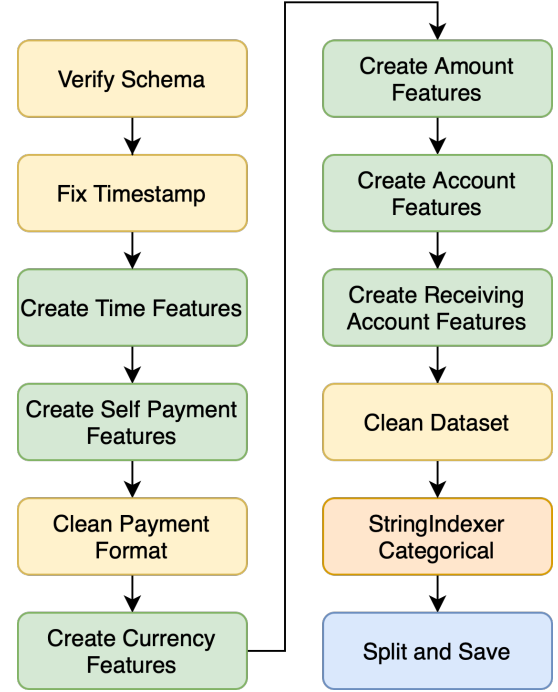 Verify Schema
Fix Timestamp
Create Time Features
Create Self Payment
Features
Clean Payment
Format
Create Currency
Features
Create Amount
Features
Create Account
Features
Create Receiving
Account Features
Clean Dataset
StringIndexer
Categorical
Split and Save